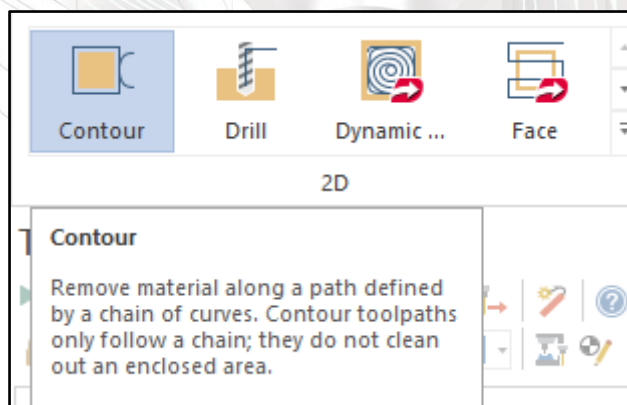 Contour Drill Dynamic ... Face
2D
Contour
Remove material along a path defined
by a chain of curves. Contour toolpaths
only follow a chain; they do not clean
out an enclosed area.